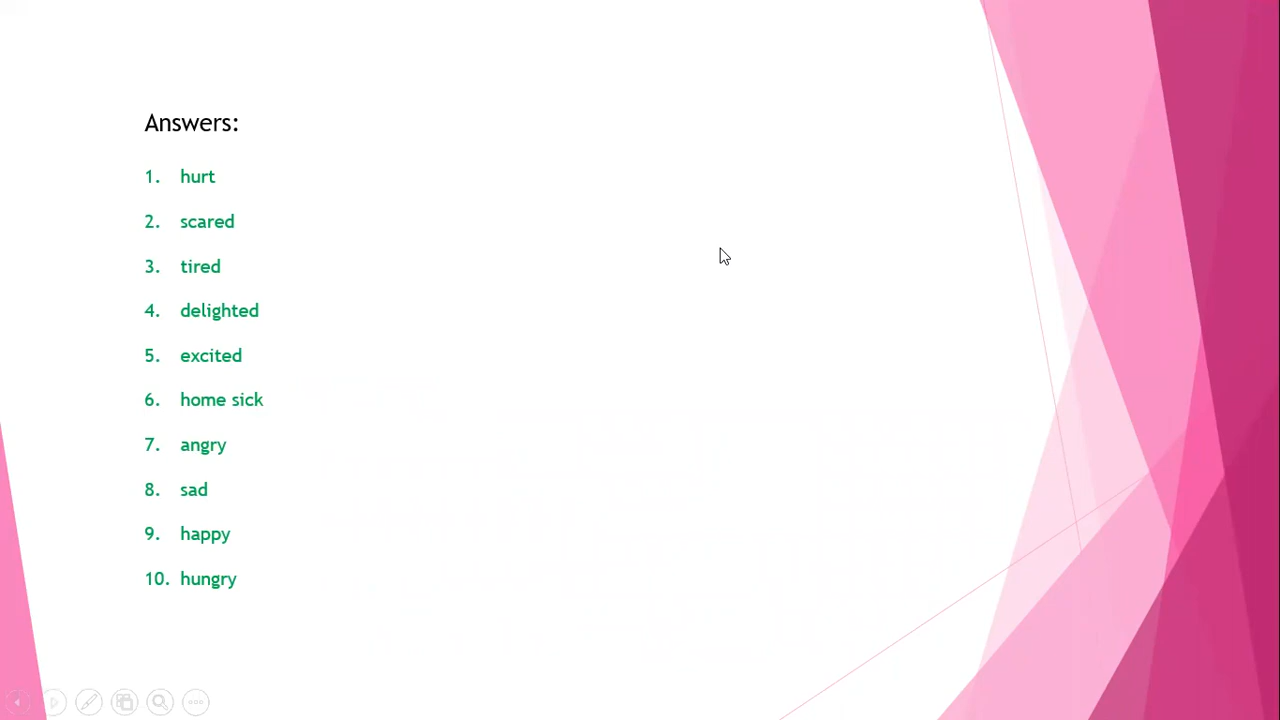 Answers:
1. hurt
2. scared
3. tired
4. delighted
5. excited
6. home sick
7. angry
8. sad
9. happy
10. hungry